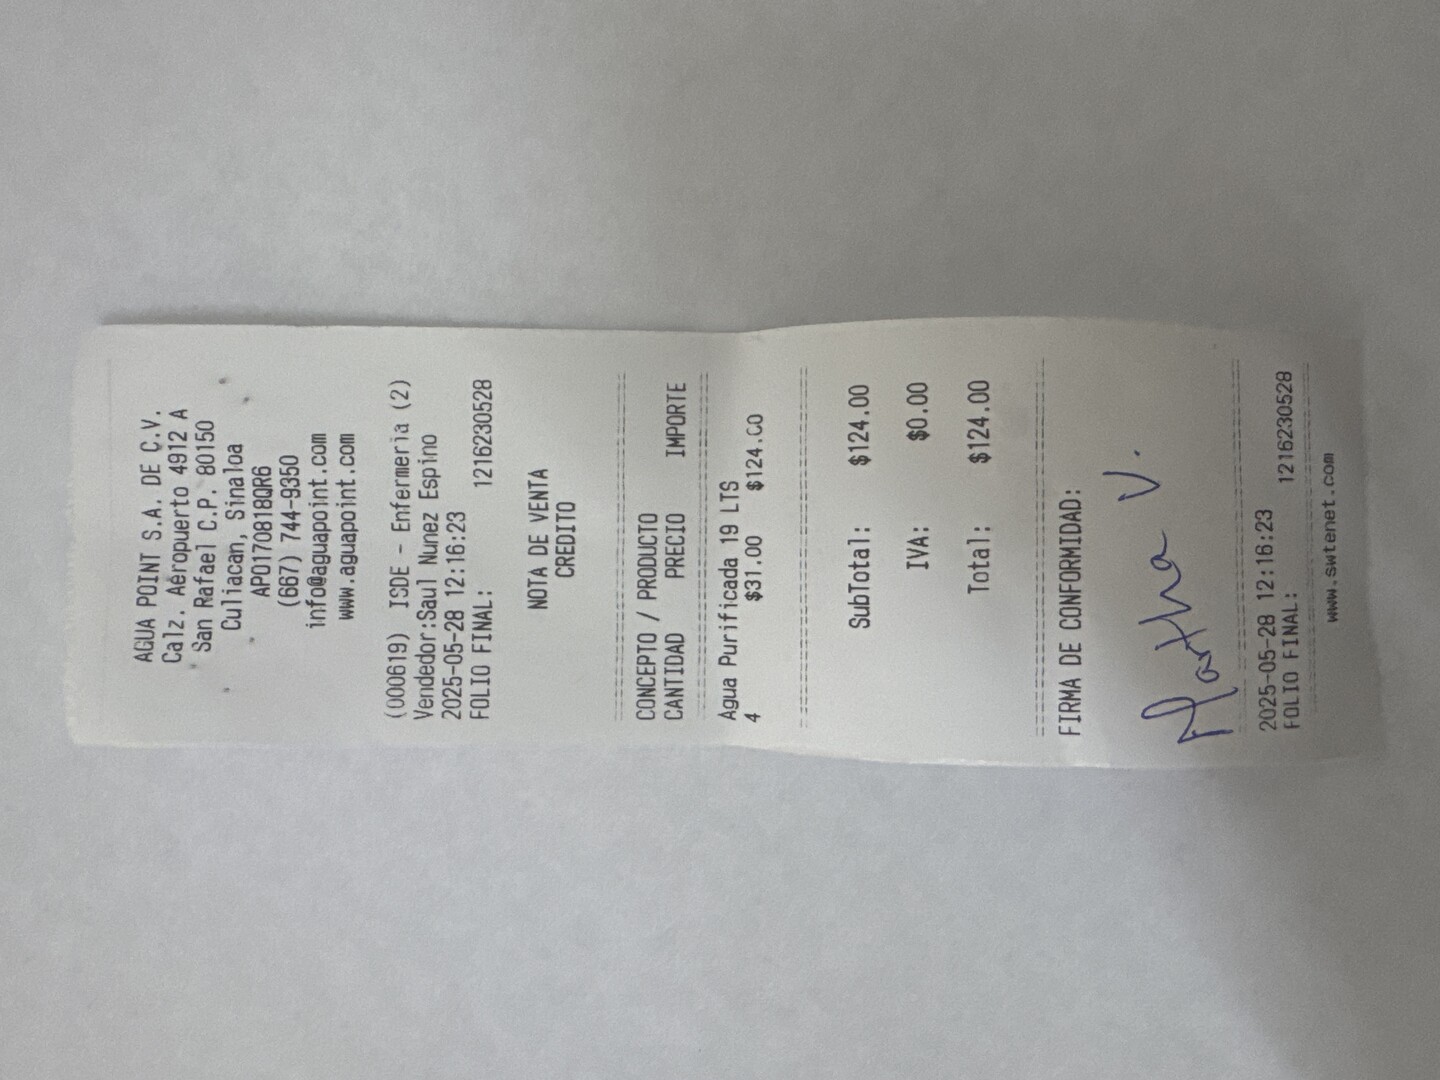 AGUA POINT S.A. DE C.V.
Calz. Aeropuerto 4912 A
San Rafael C.P. 80150
Culiacan, Sinaloa
APO170818QR6
(667) 744-9350
info@aguapoint.com
www.aguapoint.com
(000619) ISDE - Enfermeria (2)
Vendedor:Saul Nunez Espino
2025-05-28 12:16:23
FOLIO FINAL: 1216230528
NOTA DE VENTA
CREDITO
CONCEPTO / PRODUCTO
CANTIDAD PRECIO IMPORTE
Agua Purificada 19 LTS
4 $31.00 $124.00
SubTotal: $124.00
IVA: $0.00
Total: $124.00
FIRMA DE CONFORMIDAD:
Martha V.
2025-05-28 12:16:23
FOLIO FINAL: 1216230528
www.swtenet.com